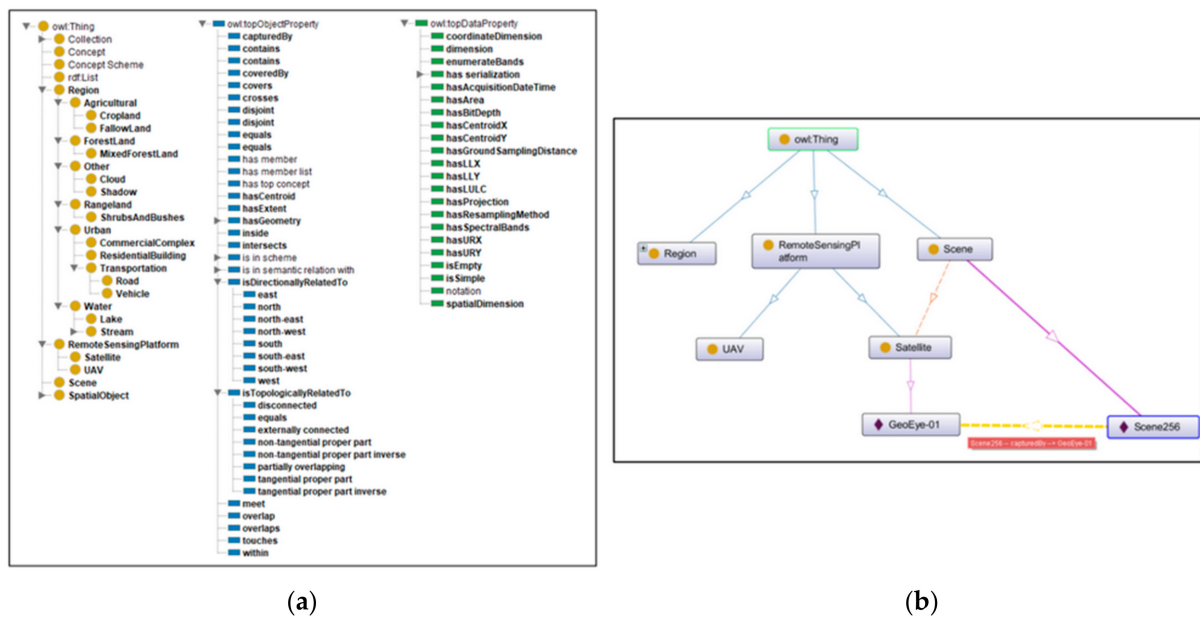 owl:Thing
Collection
Concept
Concept Scheme
rdf:List
Region
Agricultural
Cropland
FallowLand
ForestLand
MixedForestLand
Other
Cloud
Shadow
Rangeland
ShrubsAndBushes
Urban
CommercialComplex
ResidentialBuilding
Transportation
Road
Vehicle
Water
Lake
Stream
RemoteSensingPlatform
Satellite
UAV
Scene
SpatialObject
owl:topObjectProperty
capturedBy
contains
contains
coveredBy
covers
crosses
disjoint
disjoint
equals
equals
has member
has member list
has top concept
hasCentroid
hasExtent
hasGeometry
inside
intersects
is in scheme
is in semantic relation with
isDirectionallyRelatedTo
east
north
north-east
north-west
south
south-east
south-west
west
isTopologicallyRelatedTo
disconnected
equals
externally connected
non-tangential proper part
non-tangential proper part inverse
partially overlapping
tangential proper part
tangential proper part inverse
meet
overlap
overlaps
touches
within
owl:topDataProperty
coordinateDimension
dimension
enumerateBands
has serialization
hasAcquisitionDateTime
hasArea
hasBitDepth
hasCentroidX
hasCentroidY
hasGroundSamplingDistance
hasLLX
hasLLY
hasLULC
hasProjection
hasResamplingMethod
hasSpectralBands
hasURX
hasURY
isEmpty
isSimple
notation
spatialDimension
(a)
owl:Thing
Region
RemoteSensingPl
atform
Scene
UAV
Satellite
GeoEye-01
Scene256
Scene256 -- capturedBy --> GeoEye-01
(b)